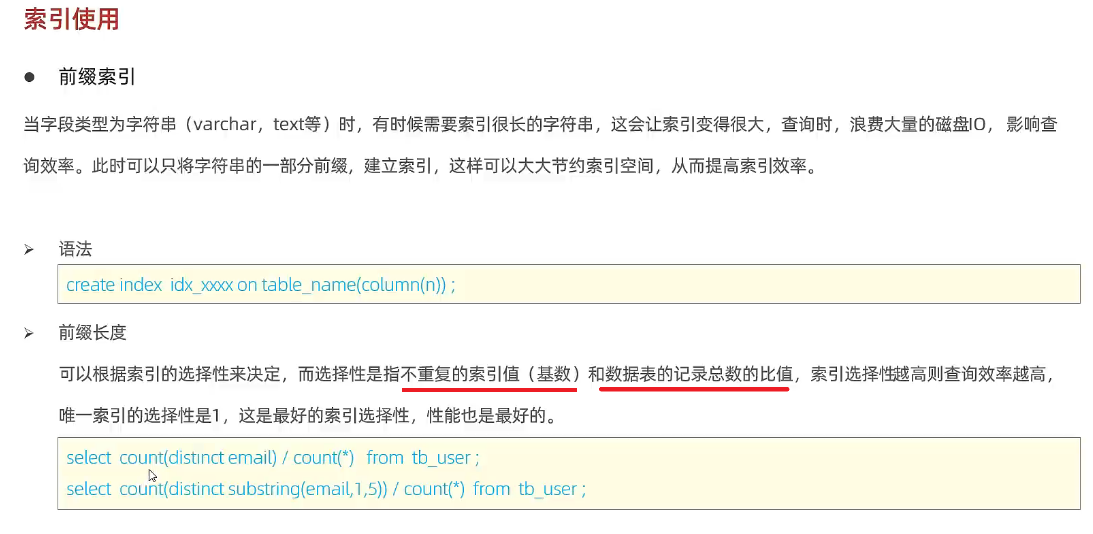 索引使用
● 前缀索引
当字段类型为字符串（varchar，text等）时，有时候需要索引很长的字符串，这会让索引变得很大，查询时，浪费大量的磁盘IO， 影响查
询效率。此时可以只将字符串的一部分前缀，建立索引，这样可以大大节约索引空间，从而提高索引效率。
➢ 语法
create index idx_xxxx on table_name(column(n)) ;
➢ 前缀长度
可以根据索引的选择性来决定，而选择性是指不重复的索引值（基数）和数据表的记录总数的比值，索引选择性越高则查询效率越高，
唯一索引的选择性是1，这是最好的索引选择性，性能也是最好的。
select count(distinct email) / count(*) from tb_user ;
select count(distinct substring(email,1,5)) / count(*) from tb_user ;